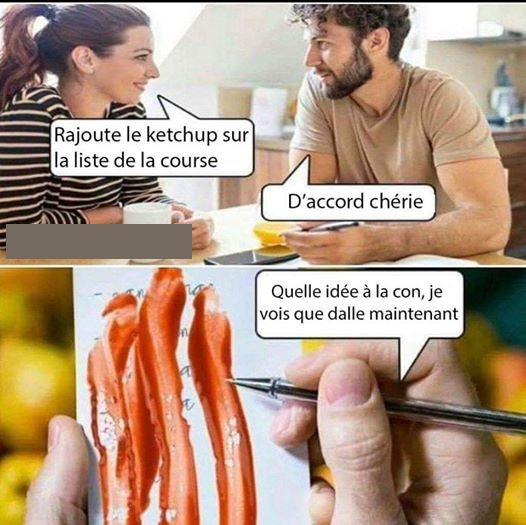 Rajoute le ketchup sur
la liste de la course
D'accord chérie
Quelle idée à la con, je
vois que dalle maintenant